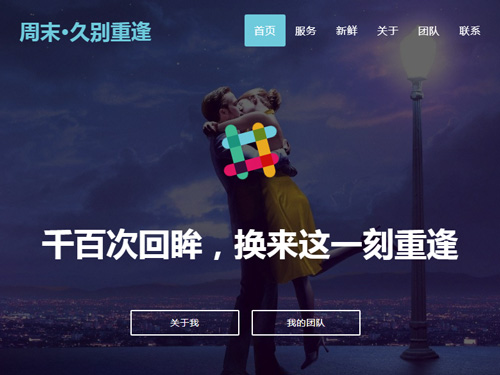 周末•久别重逢
首页 服务 新鲜 关于 团队 联系
千百次回眸，换来这一刻重逢
关于我 我的团队